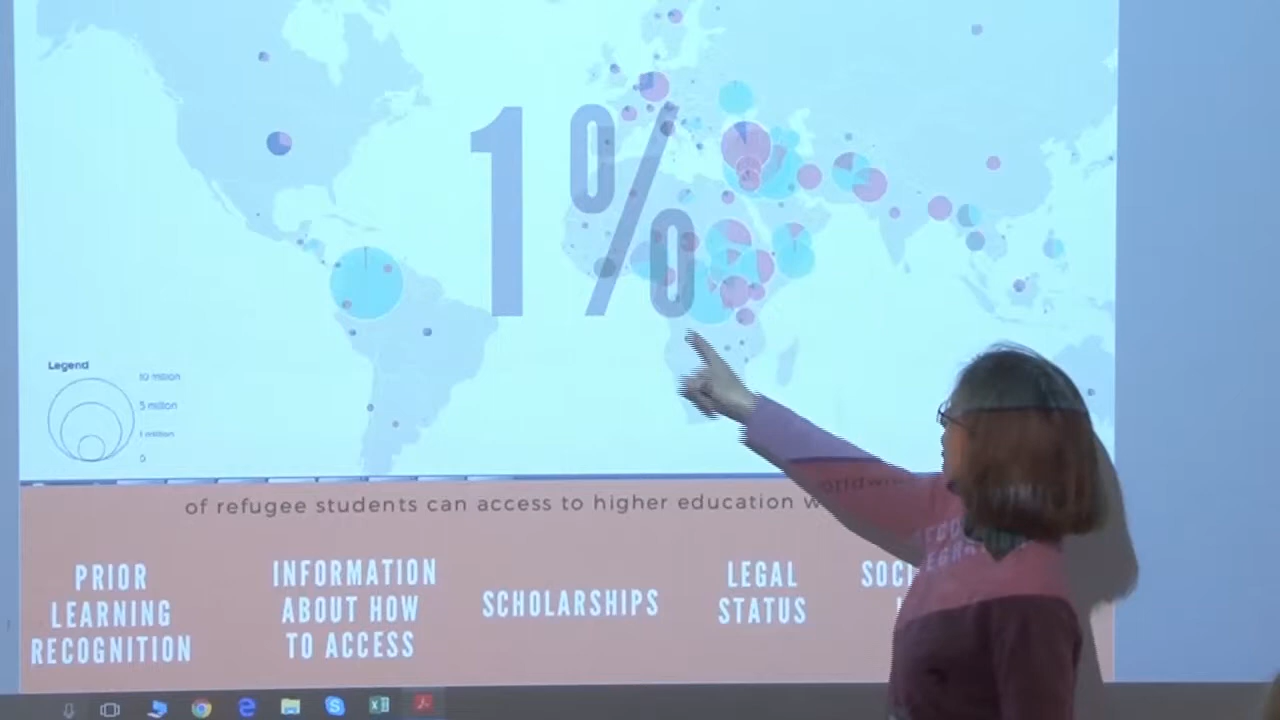 1%
Legend
10 million
5 million
1 million
0
of refugee students can access to higher education
PRIOR
LEARNING
RECOGNITION
INFORMATION
ABOUT HOW
TO ACCESS
SCHOLARSHIPS
LEGAL
STATUS